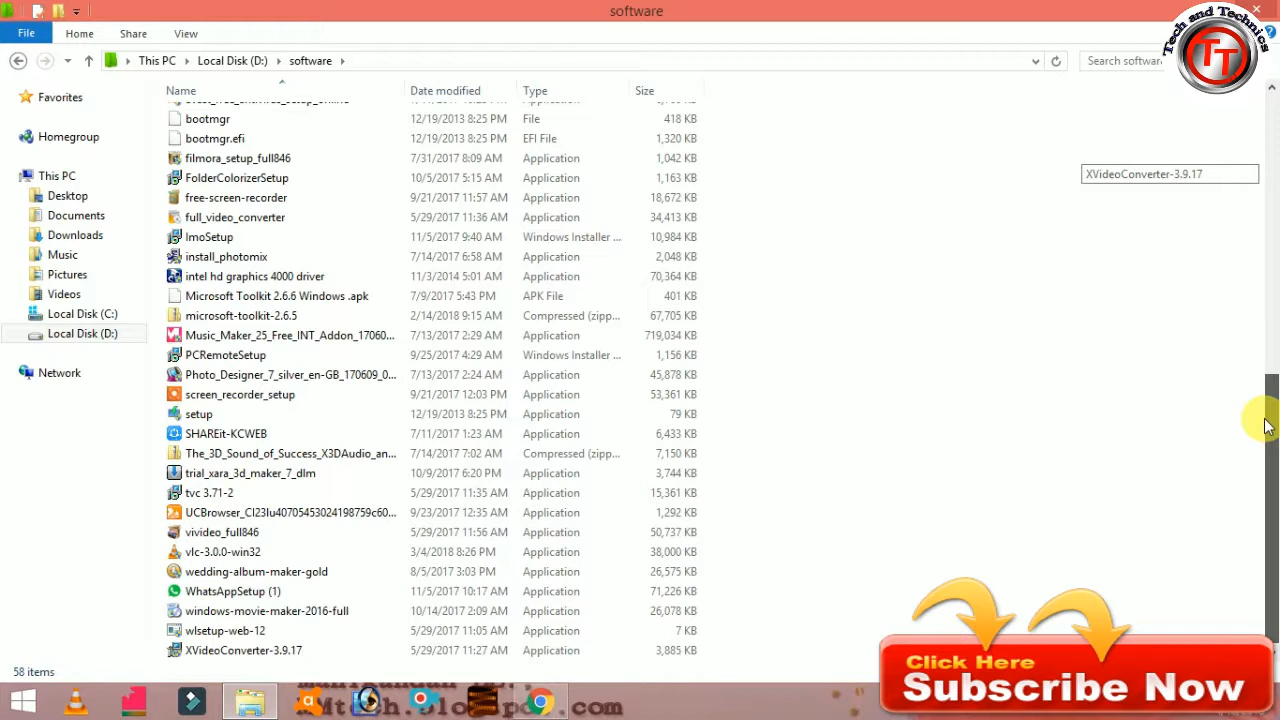 software
File Home Share View
This PC Local Disk (D:) software
Search softwar
Tech and Technics
TT
Name Date modified Type Size
Favorites
Homegroup
This PC
Desktop
Documents
Downloads
Music
Pictures
Videos
Local Disk (C:)
Local Disk (D:)
Network
bootmgr 12/19/2013 8:25 PM File 418 KB
bootmgr.efi 12/19/2013 8:25 PM EFI File 1,320 KB
filmora_setup_full846 7/31/2017 8:09 AM Application 1,042 KB
FolderColorizerSetup 10/5/2017 5:15 AM Application 1,163 KB
free-screen-recorder 9/21/2017 11:57 AM Application 18,672 KB
full_video_converter 5/29/2017 11:36 AM Application 34,413 KB
ImoSetup 11/5/2017 9:40 AM Windows Installer ... 10,984 KB
install_photomix 7/14/2017 6:58 AM Application 2,048 KB
intel hd graphics 4000 driver 11/3/2014 5:01 AM Application 70,364 KB
Microsoft Toolkit 2.6.6 Windows .apk 7/9/2017 5:43 PM APK File 401 KB
microsoft-toolkit-2.6.5 2/14/2018 9:15 AM Compressed (zipp... 67,705 KB
Music_Maker_25_Free_INT_Addon_17060... 7/13/2017 2:29 AM Application 719,034 KB
PCRemoteSetup 9/25/2017 4:29 AM Windows Installer ... 1,156 KB
Photo_Designer_7_silver_en-GB_170609_0... 7/13/2017 2:24 AM Application 45,878 KB
screen_recorder_setup 9/21/2017 12:03 PM Application 53,361 KB
setup 12/19/2013 8:25 PM Application 79 KB
SHAREit-KCWEB 7/11/2017 1:23 AM Application 6,433 KB
The_3D_Sound_of_Success_X3DAudio_an... 7/14/2017 7:02 AM Compressed (zipp... 7,150 KB
trial_xara_3d_maker_7_dlm 10/9/2017 6:20 PM Application 3,744 KB
tvc 3.71-2 5/29/2017 11:35 AM Application 15,361 KB
UCBrowser_CI23Iu40705453024198759c60... 9/23/2017 12:35 AM Application 1,292 KB
vivideo_full846 5/29/2017 11:56 AM Application 50,737 KB
vlc-3.0.0-win32 3/4/2018 8:26 PM Application 38,000 KB
wedding-album-maker-gold 8/5/2017 3:03 PM Application 26,575 KB
WhatsAppSetup (1) 11/5/2017 10:17 AM Application 71,226 KB
windows-movie-maker-2016-full 10/14/2017 2:09 AM Application 26,078 KB
wlsetup-web-12 5/29/2017 11:05 AM Application 7 KB
XVideoConverter-3.9.17 5/29/2017 11:27 AM Application 3,885 KB
XVideoConverter-3.9.17
58 items
Click Here
Subscribe Now